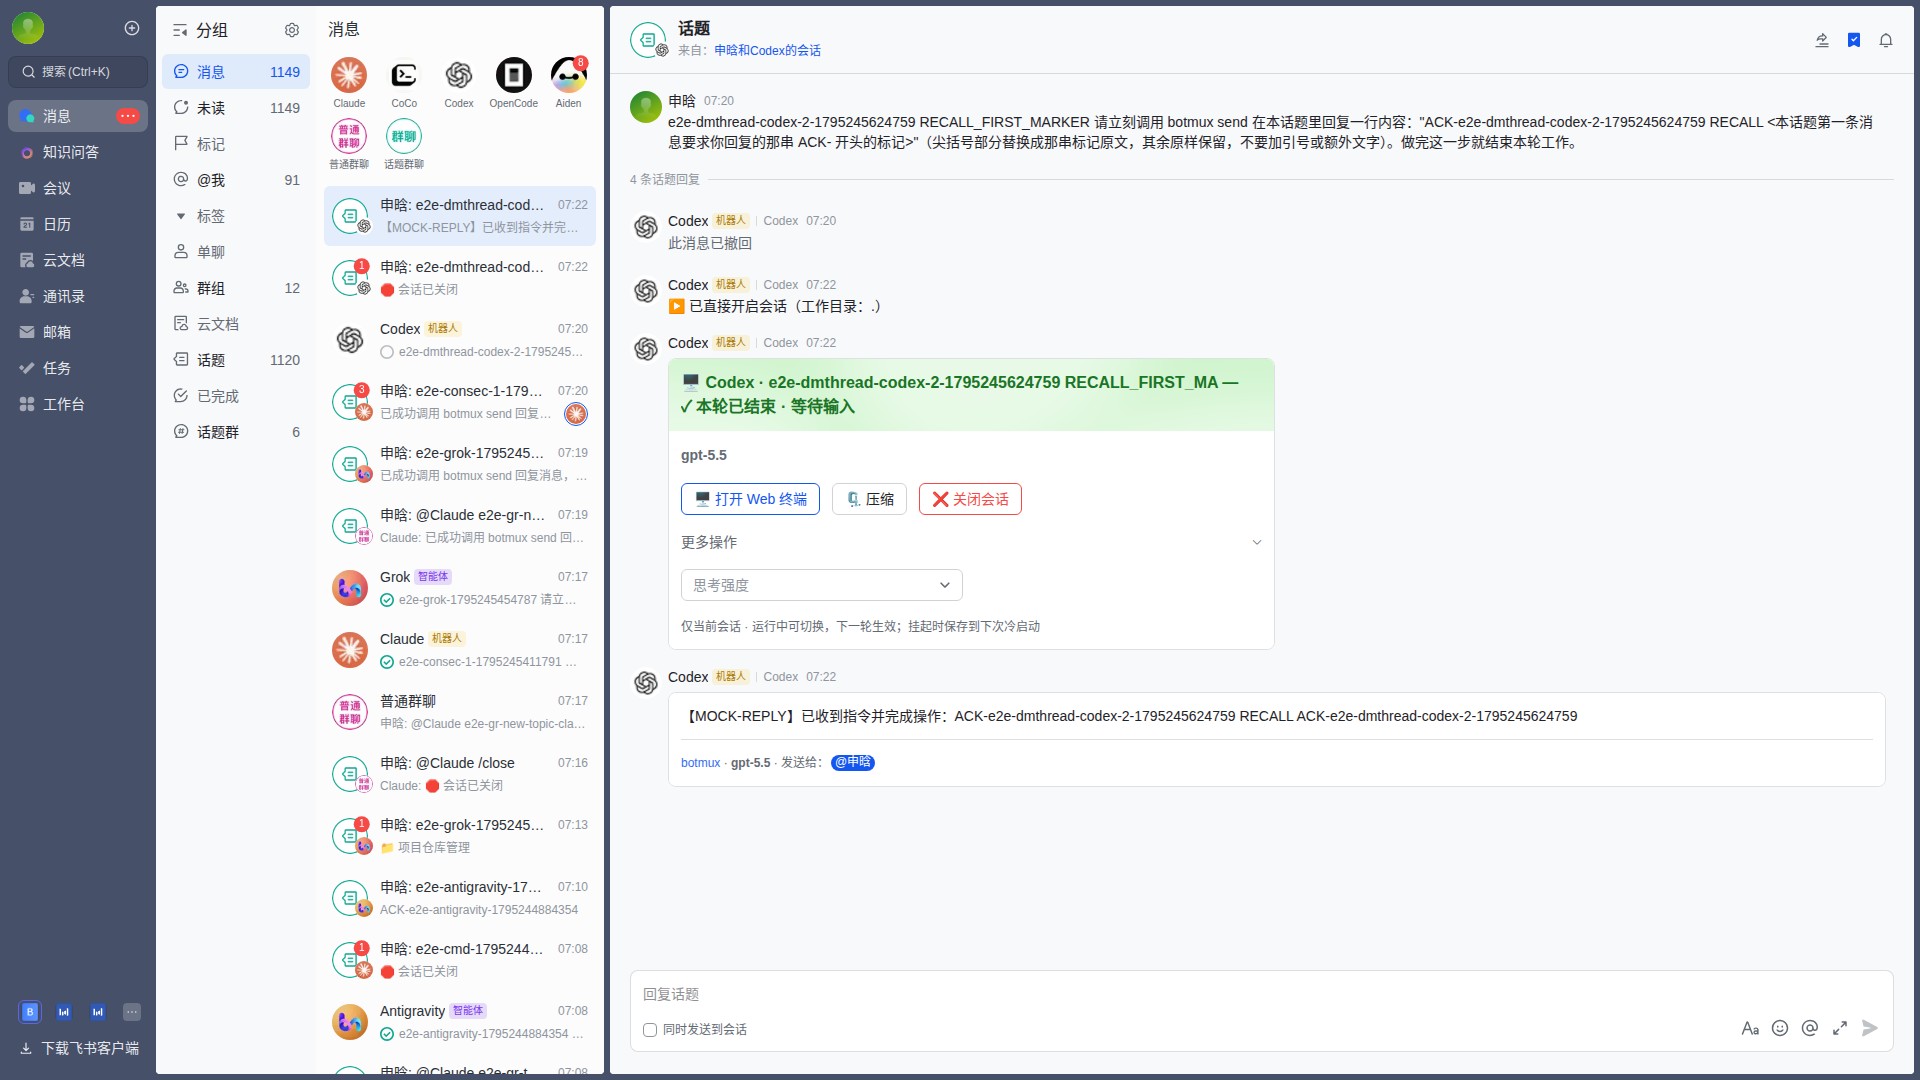 搜索 (Ctrl+K)
消息
知识问答
会议
日历
云文档
通讯录
邮箱
任务
工作台
下载飞书客户端
分组
消息 1149
未读 1149
标记
@我 91
标签
单聊
群组 12
云文档
话题 1120
已完成
话题群 6
消息
8
Claude CoCo Codex OpenCode Aiden
普通群聊 群聊
普通群聊 话题群聊
申晗: e2e-dmthread-cod... 07:22
【MOCK-REPLY】已收到指令并完...
1 申晗: e2e-dmthread-cod... 07:22
会话已关闭
Codex 机器人 07:20
e2e-dmthread-codex-2-1795245...
3 申晗: e2e-consec-1-179... 07:20
已成功调用 botmux send 回复...
申晗: e2e-grok-1795245... 07:19
已成功调用 botmux send 回复消息，...
申晗: @Claude e2e-gr-n... 07:19
Claude: 已成功调用 botmux send 回...
Grok 智能体 07:17
e2e-grok-1795245454787 请立...
Claude 机器人 07:17
e2e-consec-1-1795245411791 ...
普通群聊 普通群聊 07:17
申晗: @Claude e2e-gr-new-topic-cla...
申晗: @Claude /close 07:16
Claude: 会话已关闭
1 申晗: e2e-grok-1795245... 07:13
项目仓库管理
申晗: e2e-antigravity-17... 07:10
ACK-e2e-antigravity-1795244884354
1 申晗: e2e-cmd-1795244... 07:08
会话已关闭
Antigravity 智能体 07:08
e2e-antigravity-1795244884354 ...
申晗: @Claude e2e-gr-t... 07:08
话题
来自：申晗和Codex的会话
申晗 07:20
e2e-dmthread-codex-2-1795245624759 RECALL_FIRST_MARKER 请立刻调用 botmux send 在本话题里回复一行内容："ACK-e2e-dmthread-codex-2-1795245624759 RECALL <本话题第一条消
息要求你回复的那串 ACK- 开头的标记>"（尖括号部分替换成那串标记原文，其余原样保留，不要加引号或额外文字）。做完这一步就结束本轮工作。
4 条话题回复
Codex 机器人 | Codex 07:20
此消息已撤回
Codex 机器人 | Codex 07:22
已直接开启会话（工作目录：.）
Codex 机器人 | Codex 07:22
Codex · e2e-dmthread-codex-2-1795245624759 RECALL_FIRST_MA —
✓ 本轮已结束 · 等待输入
gpt-5.5
打开 Web 终端 压缩 关闭会话
更多操作
思考强度
仅当前会话 · 运行中可切换，下一轮生效；挂起时保存到下次冷启动
Codex 机器人 | Codex 07:22
【MOCK-REPLY】已收到指令并完成操作：ACK-e2e-dmthread-codex-2-1795245624759 RECALL ACK-e2e-dmthread-codex-2-1795245624759
botmux · gpt-5.5 · 发送给： @申晗
回复话题
同时发送到会话